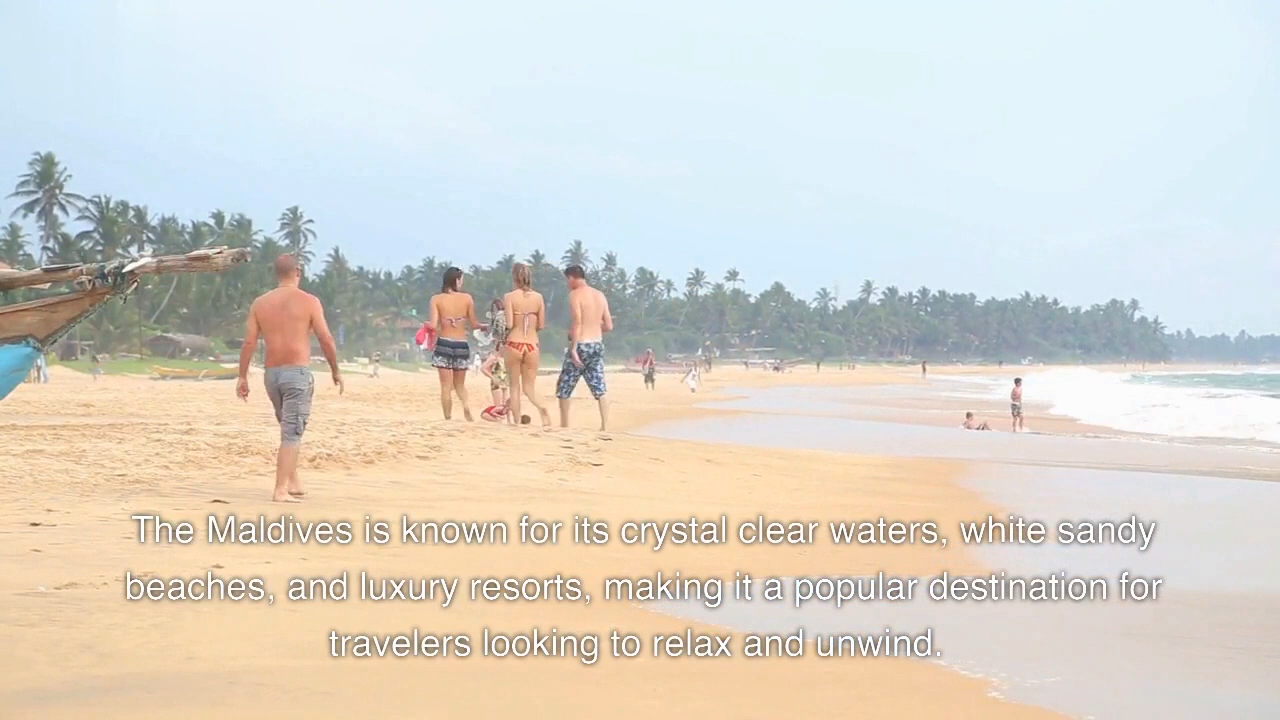 The Maldives is known for its crystal clear waters, white sandy
beaches, and luxury resorts, making it a popular destination for
travelers looking to relax and unwind.